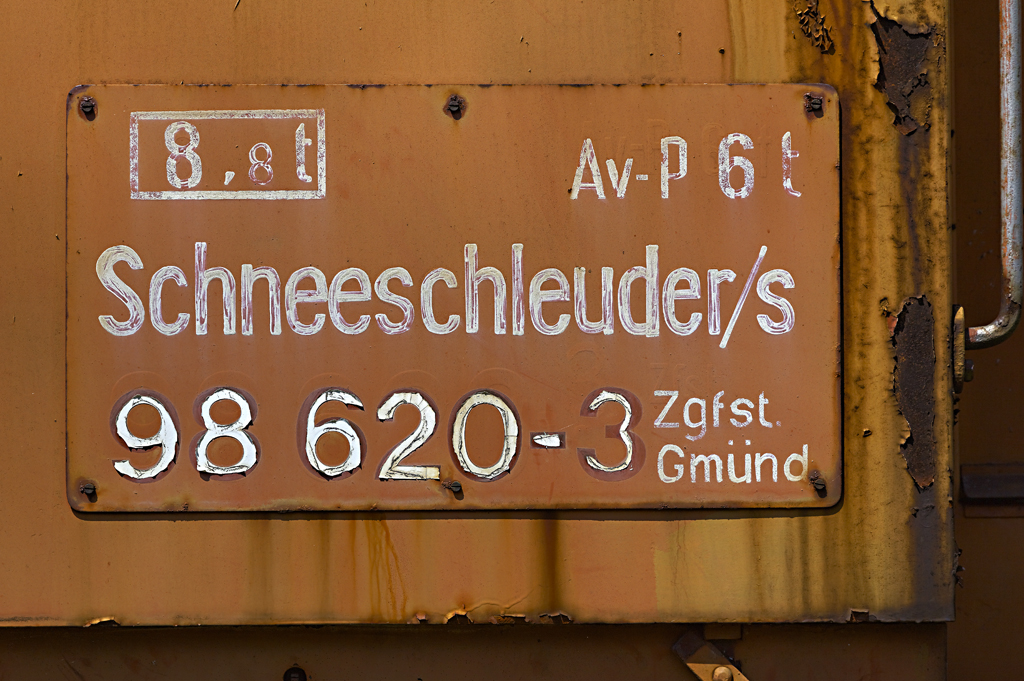 8,8 t
Av-P 6 t
Schneeschleuder/s
98 620-3
Zgfst.
Gmünd